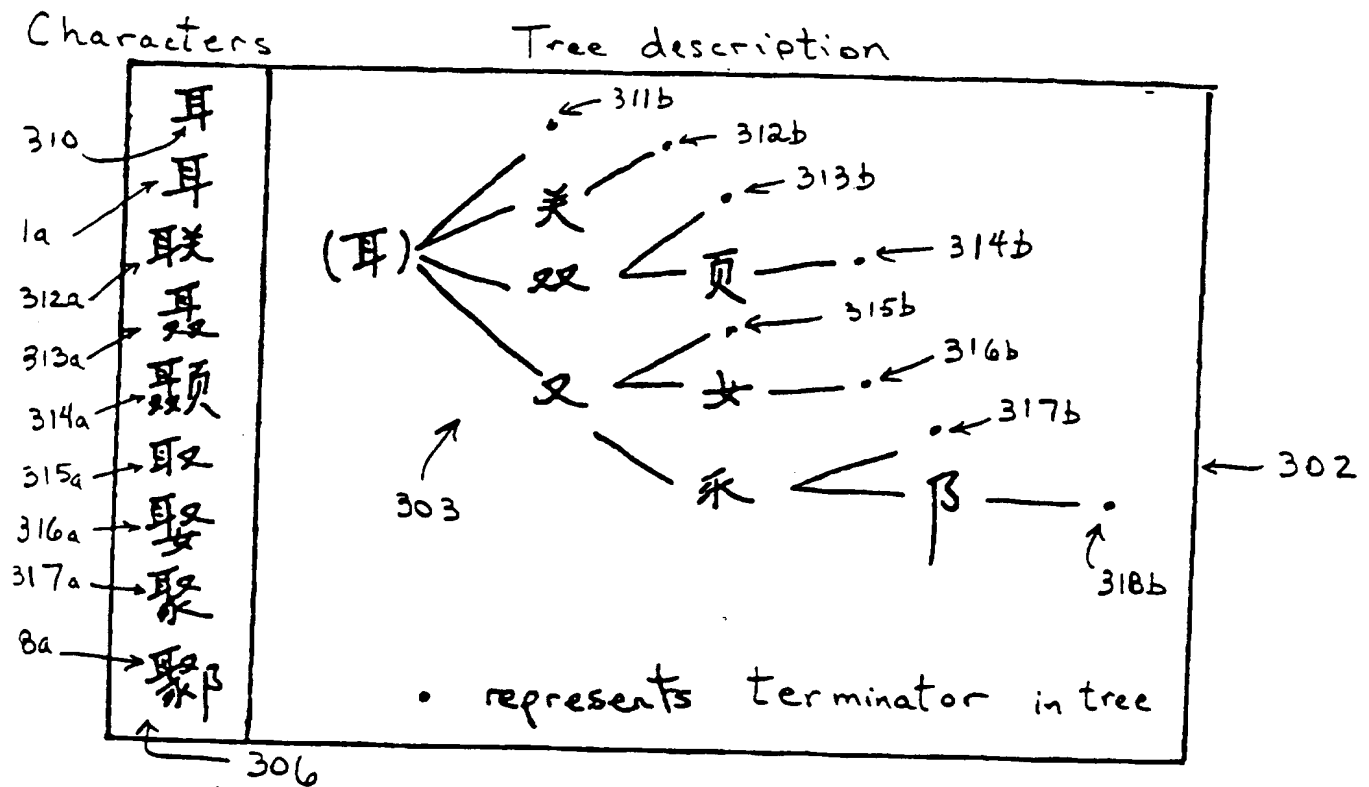 Characters Tree description
耳
310
耳
1a
联
312a
聂
313a
颞
314a
取
315a
娶
316a
聚
317a
鄹
8a
306
311b
312b
313b
(耳)
关
双
页
314b
315b
又
女
316b
317b
303
302
阝
318b
• represents terminator in tree